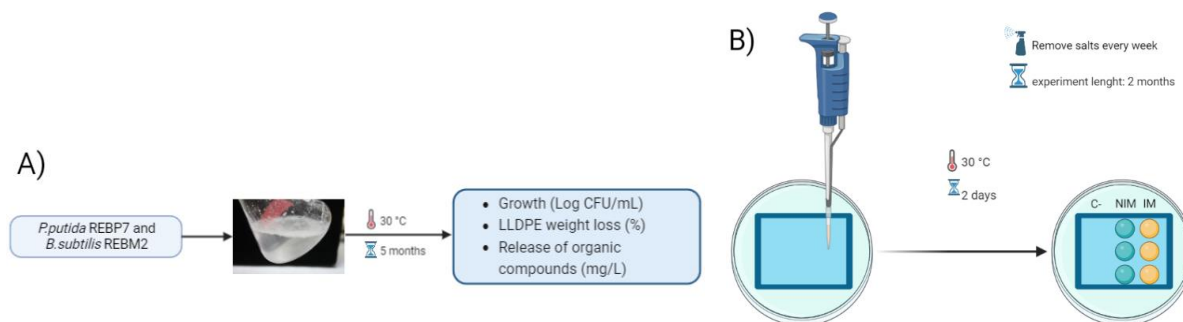 A)
P.putida REBP7 and
B.subtilis REBM2
30 °C
5 months
• Growth (Log CFU/mL)
• LLDPE weight loss (%)
• Release of organic
compounds (mg/L)
B)
Remove salts every week
experiment lenght: 2 months
30 °C
2 days
C- NIM IM